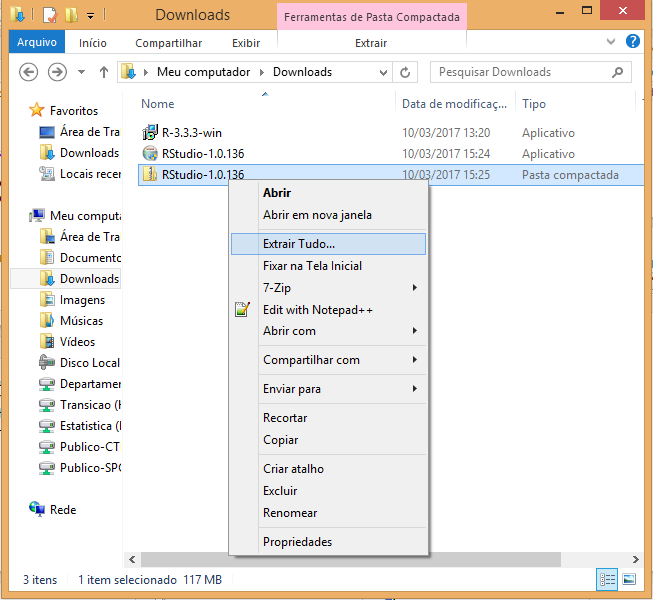 Downloads
Ferramentas de Pasta Compactada
Arquivo
Início
Compartilhar
Exibir
Extrair
Meu computador
Downloads
Pesquisar Downloads
Favoritos
Área de Tra
Downloads
Locais recer
Meu computa
Área de Tra
Documento
Downloads
Imagens
Músicas
Vídeos
Disco Local
Departamer
Transicao (H
Estatistica (I
Publico-CT
Publico-SPC
Rede
Nome
Data de modificaç...
Tipo
R-3.3.3-win
10/03/2017 13:20
Aplicativo
RStudio-1.0.136
10/03/2017 15:24
Aplicativo
RStudio-1.0.136
10/03/2017 15:25
Pasta compactada
Abrir
Abrir em nova janela
Extrair Tudo...
Fixar na Tela Inicial
7-Zip
Edit with Notepad++
Abrir com
Compartilhar com
Enviar para
Recortar
Copiar
Criar atalho
Excluir
Renomear
Propriedades
3 itens
1 item selecionado 117 MB